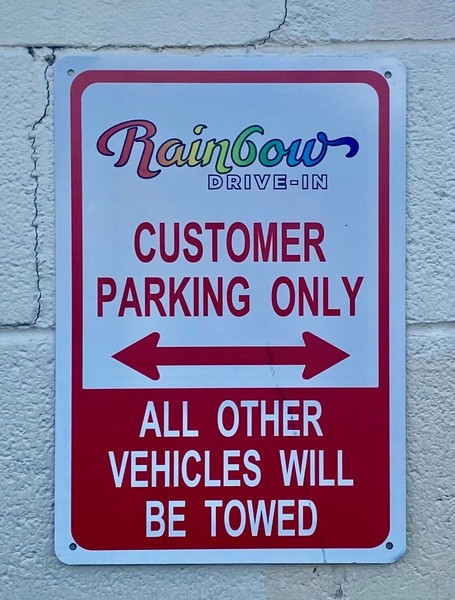 Rainbow
DRIVE-IN
CUSTOMER
PARKING ONLY
ALL OTHER
VEHICLES WILL
BE TOWED